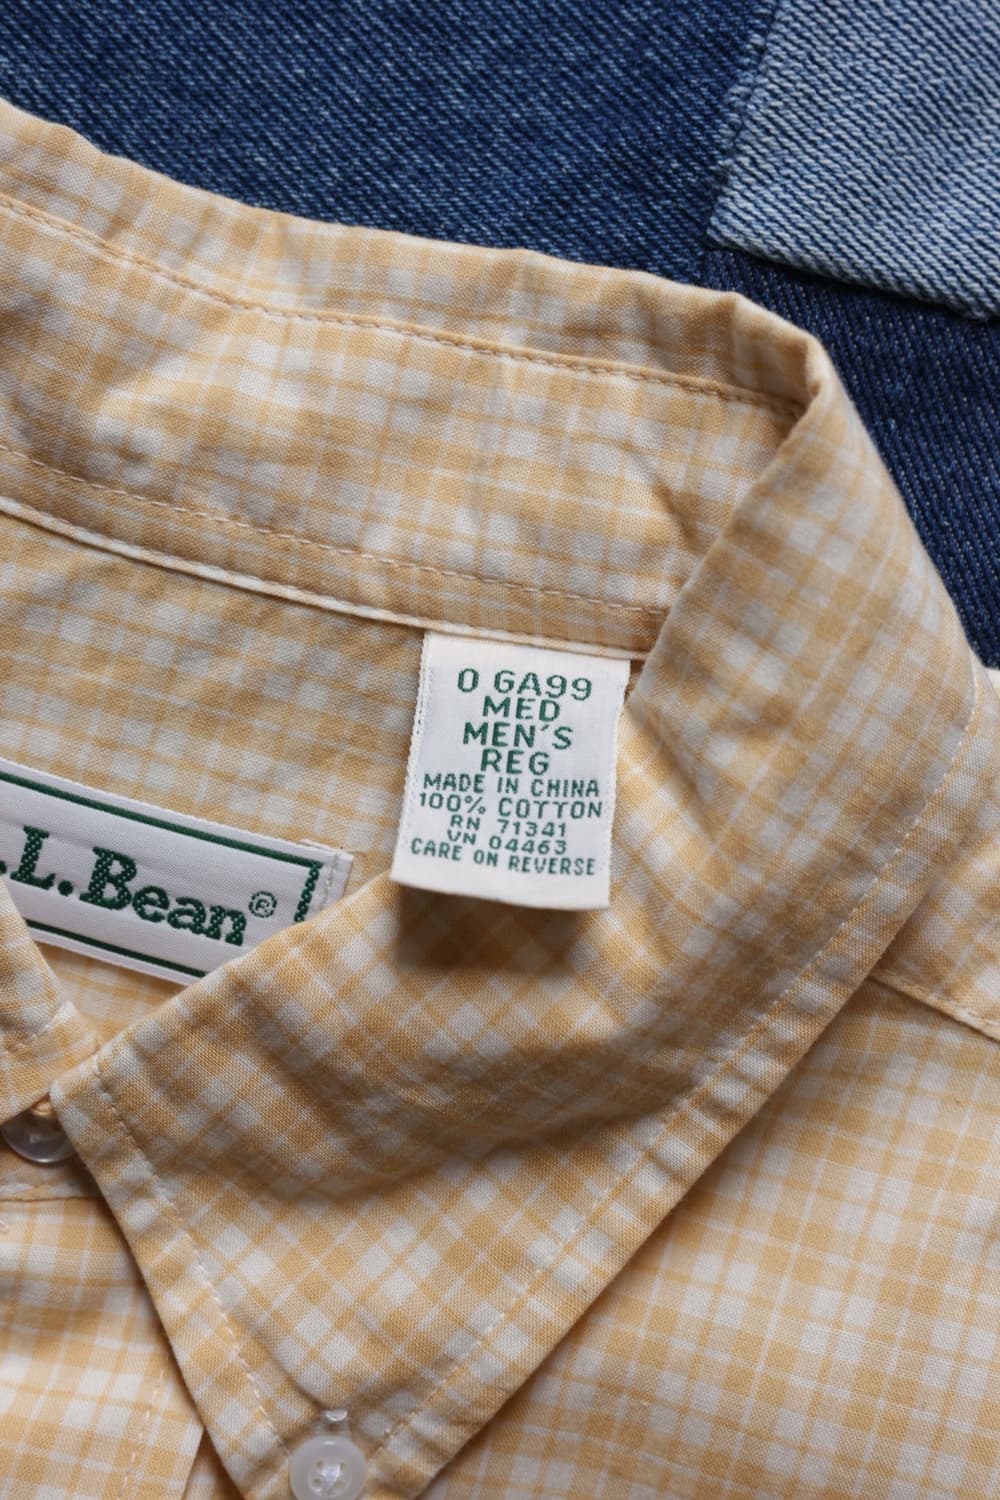 0 GA99
MED
MEN'S
REG
MADE IN CHINA
100% COTTON
RN 71341
VN 04463
CARE ON REVERSE
.L.Bean®